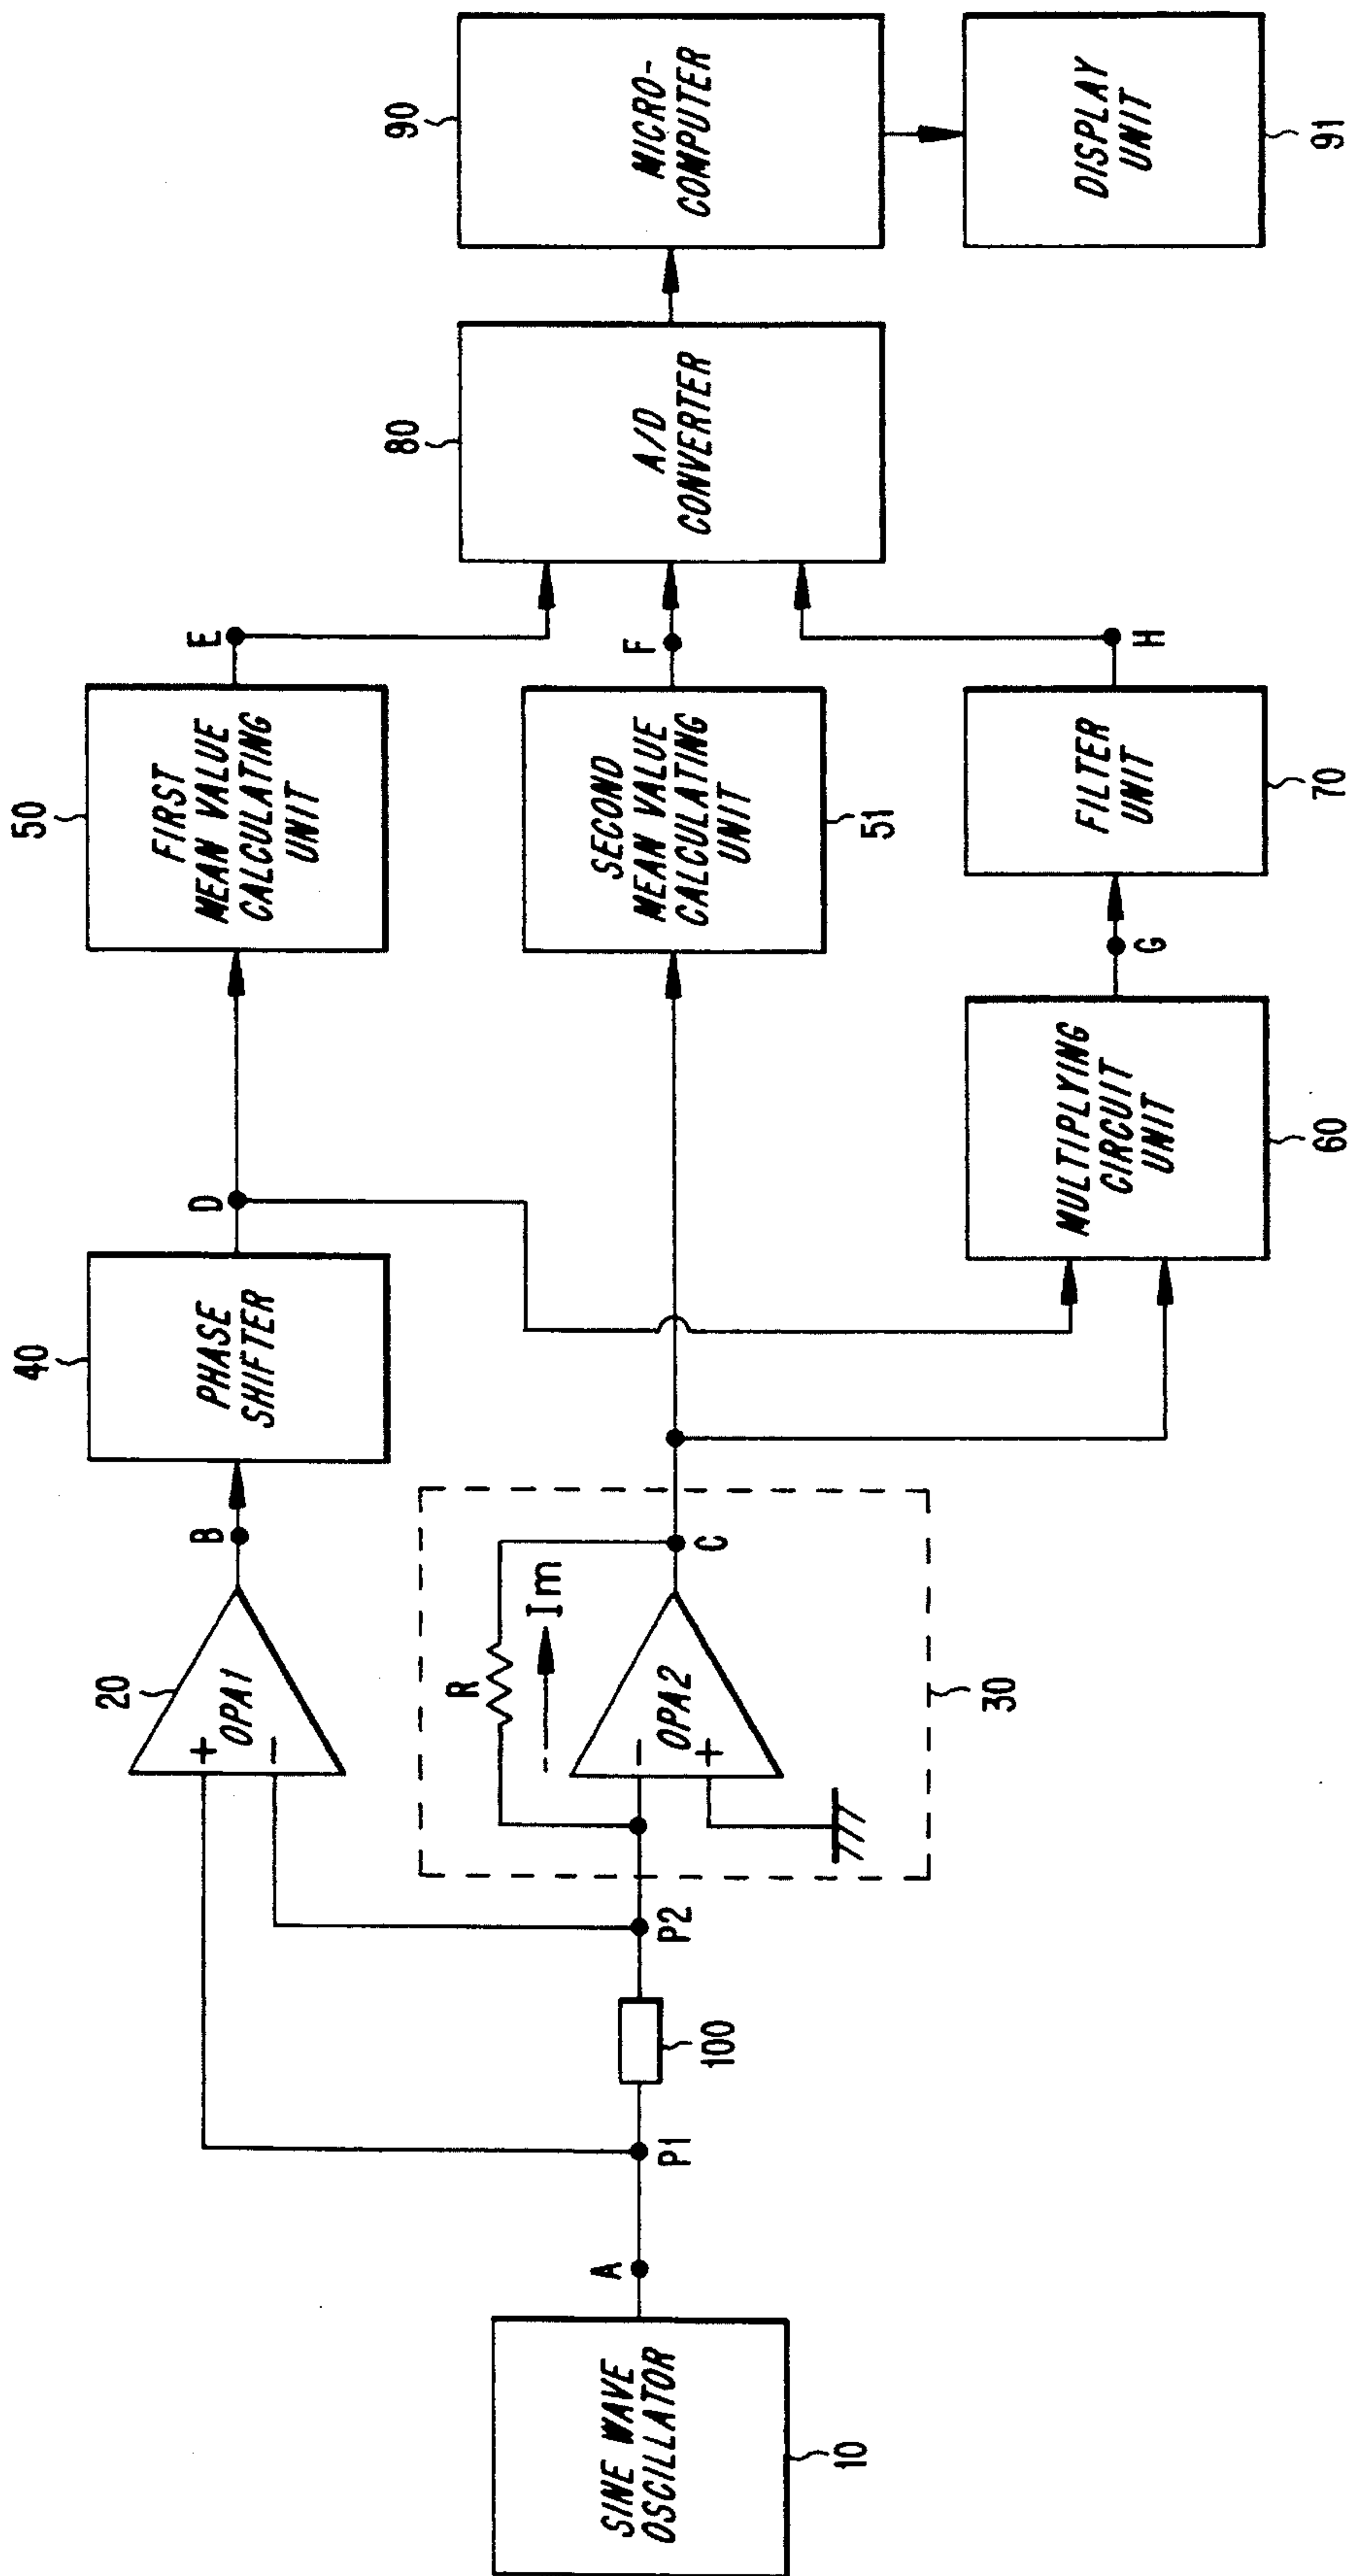 SINE WAVE
OSCILLATOR
10
A
P1
100
P2
20
+
-
OPA1
B
R
Im
-
+
OPA2
C
30
40
PHASE
SHIFTER
D
50
FIRST
MEAN VALUE
CALCULATING
UNIT
E
SECOND
MEAN VALUE
CALCULATING
UNIT
51
F
MULTIPLYING
CIRCUIT
UNIT
60
G
FILTER
UNIT
70
H
80
A/D
CONVERTER
90
MICRO-
COMPUTER
DISPLAY
UNIT
91